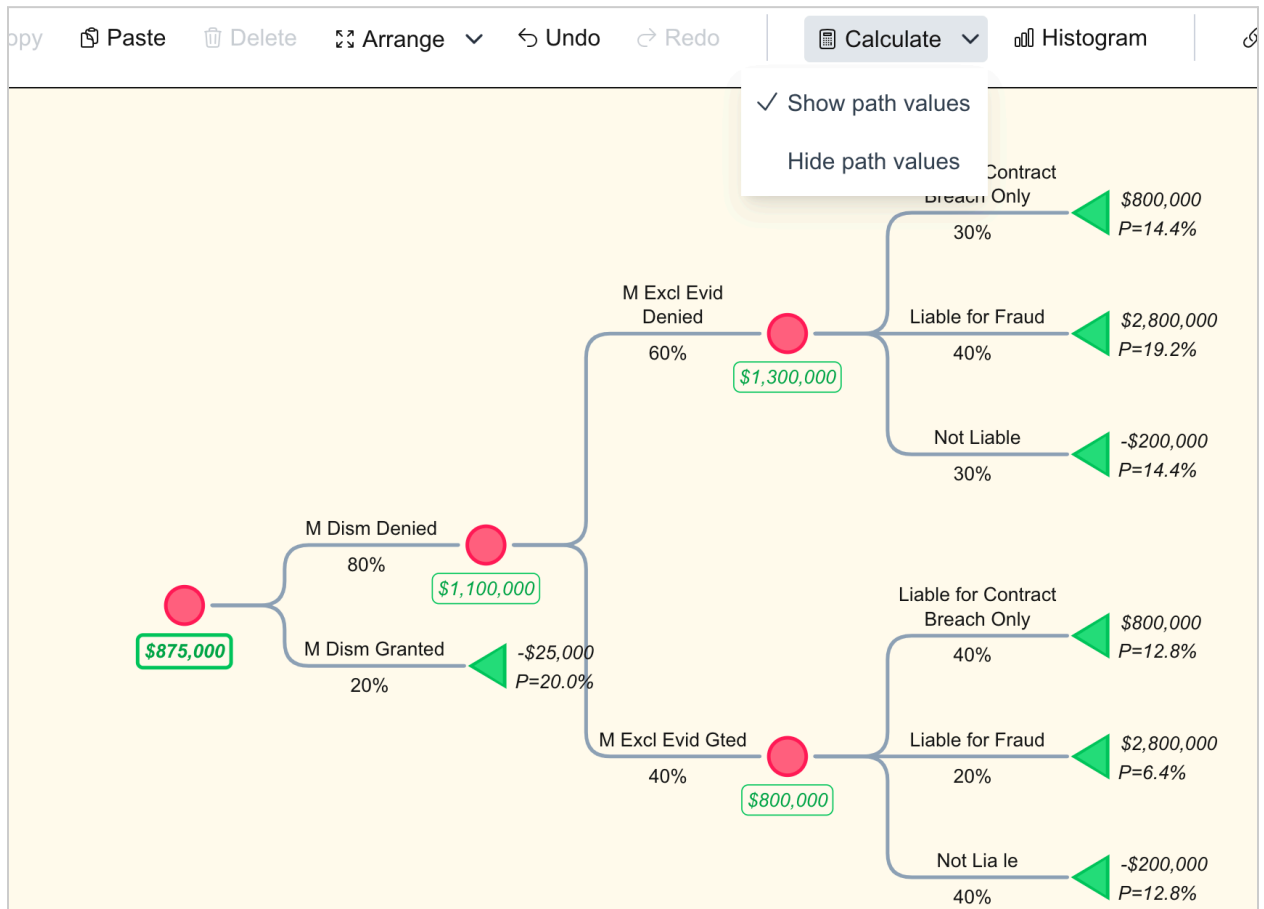 opy Paste Delete Arrange Undo Redo Calculate Histogram
Show path values
Hide path values
Contract
Breach Only
30%
$800,000
P=14.4%
M Excl Evid
Denied
60%
$1,300,000
Liable for Fraud
40%
$2,800,000
P=19.2%
Not Liable
30%
-$200,000
P=14.4%
M Dism Denied
80%
$1,100,000
$875,000
M Dism Granted
20%
-$25,000
P=20.0%
Liable for Contract
Breach Only
40%
$800,000
P=12.8%
M Excl Evid Gted
40%
$800,000
Liable for Fraud
20%
$2,800,000
P=6.4%
Not Lia le
40%
-$200,000
P=12.8%